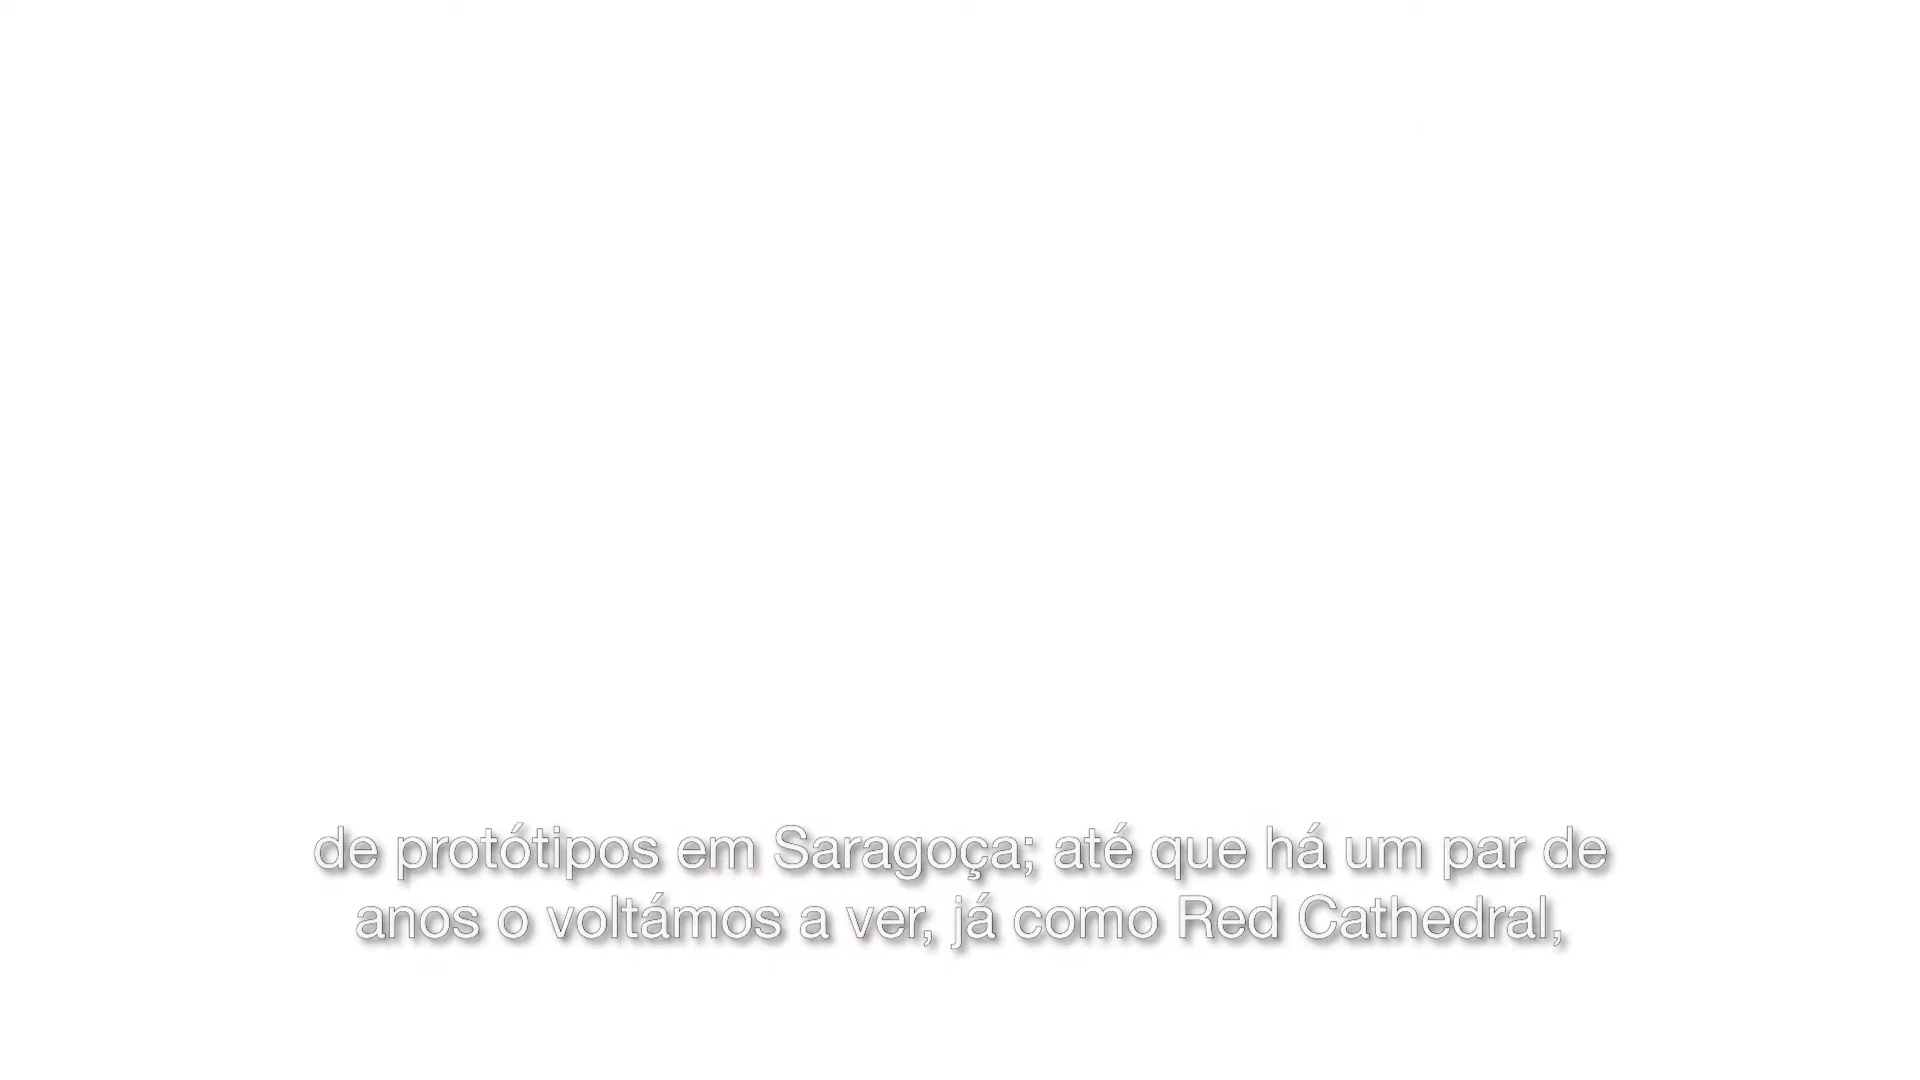 de protótipos em Saragoça; até que há um par de
anos o voltámos a ver, já como Red Cathedral,